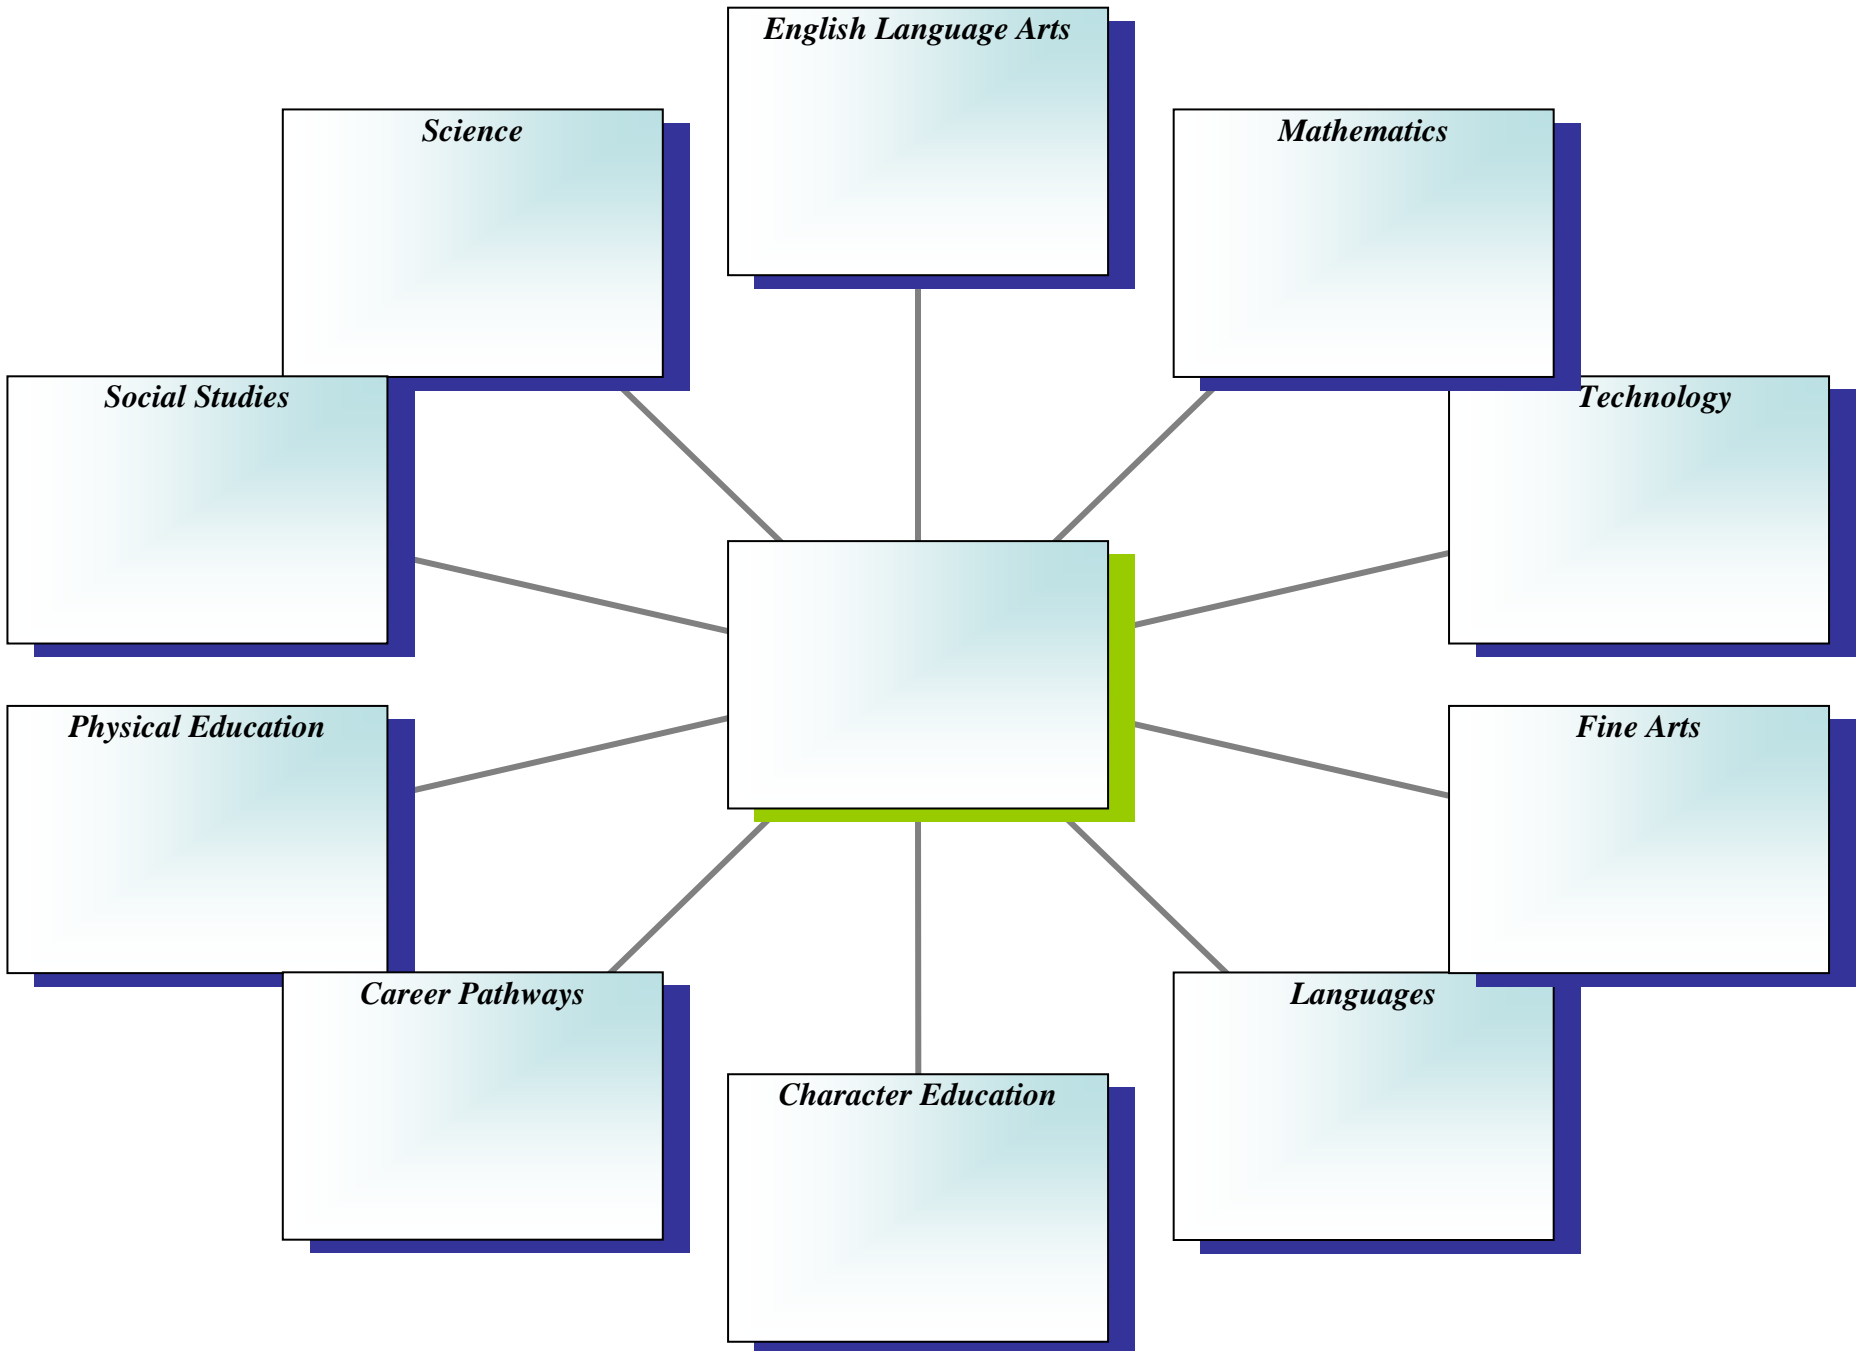 English Language Arts
Science
Mathematics
Social Studies
Technology
Physical Education
Fine Arts
Career Pathways
Languages
Character Education